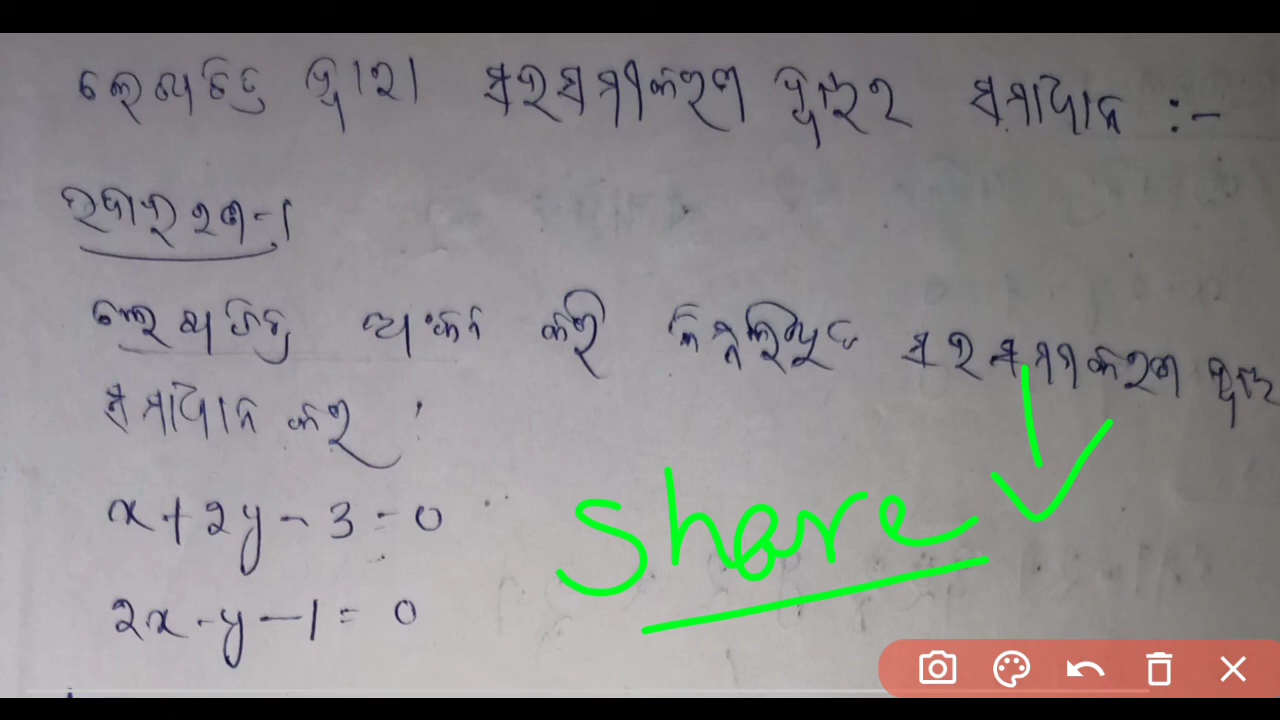 ଲେଖଚିତ୍ର ଦ୍ୱାରା ସହସମୀକରଣ ଦ୍ୱୟର ସମାଧାନ :-
ଉଦାହରଣ-1
ଲେଖଚିତ୍ର ଅଂକନ କରି ନିମ୍ନଲିଖିତ ସହସମୀକରଣ ଦ୍ୱୟ
ସମାଧାନ କର ।
x + 2y - 3 = 0
Share
2x - y - 1 = 0